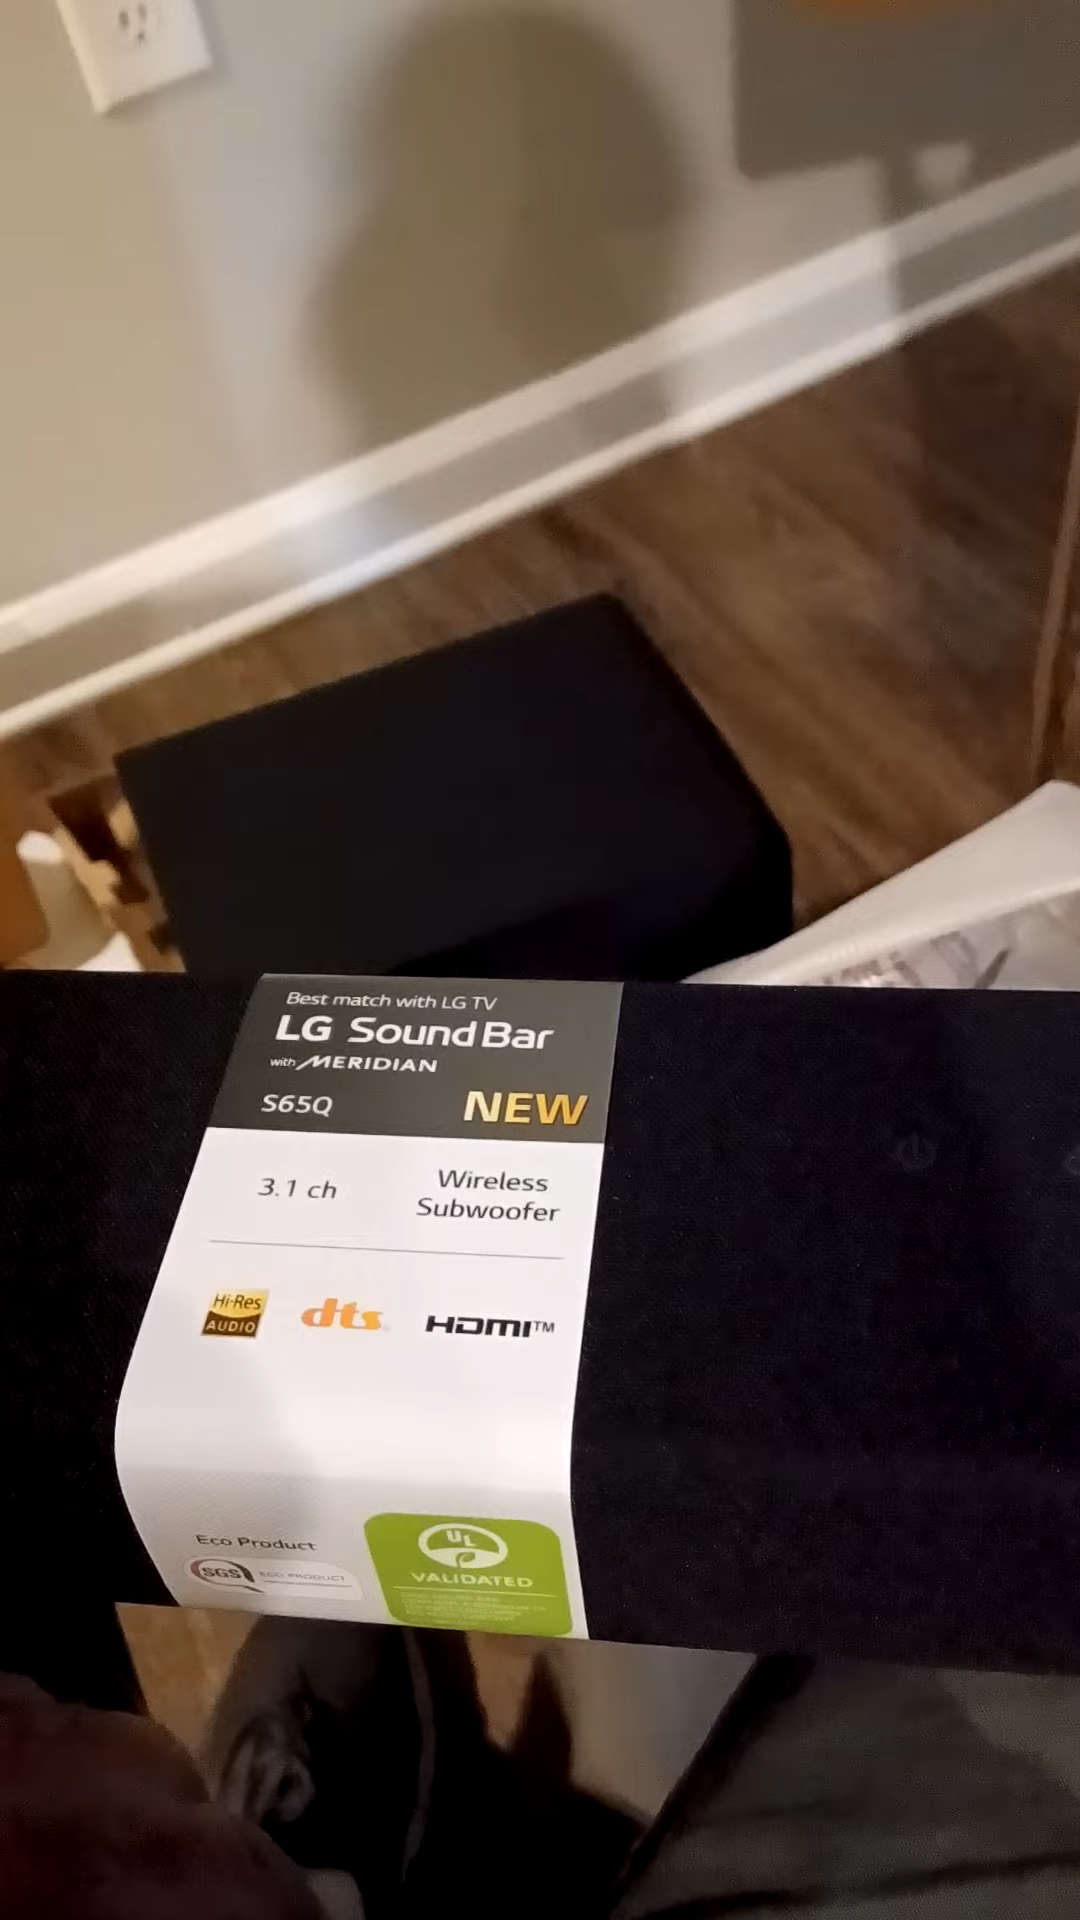 Best match with LG TV
LG Sound Bar
with MERIDIAN
S65Q NEW
3.1 ch
Wireless
Subwoofer
Hi-Res
AUDIO
dts
HDMI™
Eco Product
SGS
ECO PRODUCT
UL
VALIDATED